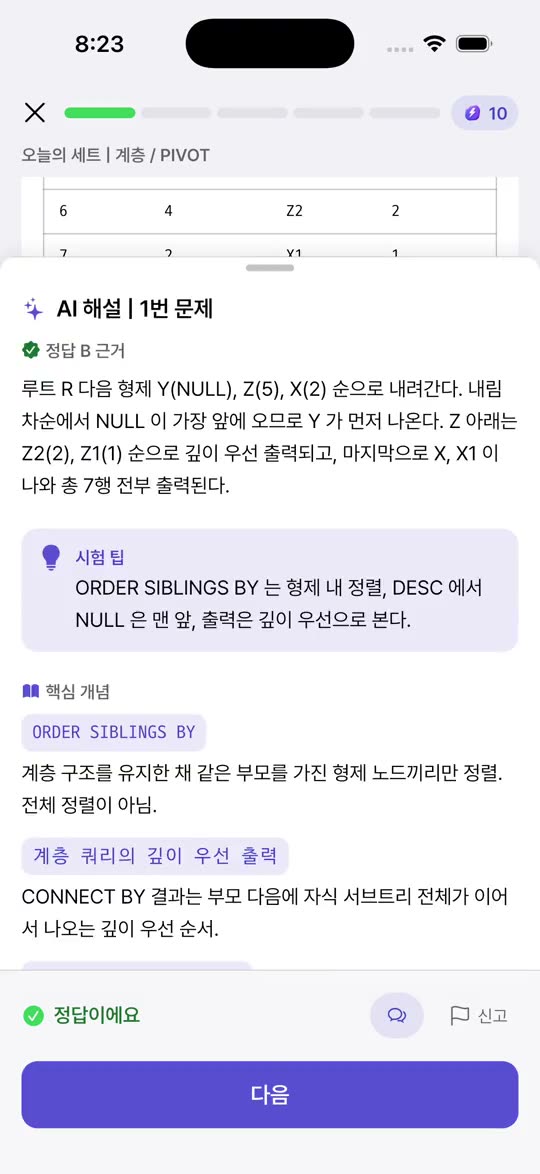 8:23
10
오늘의 세트 | 계층 / PIVOT
6 4 Z2 2
7 2 X1 1
AI 해설 | 1번 문제
정답 B 근거
루트 R 다음 형제 Y(NULL), Z(5), X(2) 순으로 내려간다. 내림
차순에서 NULL 이 가장 앞에 오므로 Y 가 먼저 나온다. Z 아래는
Z2(2), Z1(1) 순으로 깊이 우선 출력되고, 마지막으로 X, X1 이
나와 총 7행 전부 출력된다.
시험 팁
ORDER SIBLINGS BY 는 형제 내 정렬, DESC 에서
NULL 은 맨 앞, 출력은 깊이 우선으로 본다.
핵심 개념
ORDER SIBLINGS BY
계층 구조를 유지한 채 같은 부모를 가진 형제 노드끼리만 정렬.
전체 정렬이 아님.
계층 쿼리의 깊이 우선 출력
CONNECT BY 결과는 부모 다음에 자식 서브트리 전체가 이어
서 나오는 깊이 우선 순서.
정답이에요
신고
다음